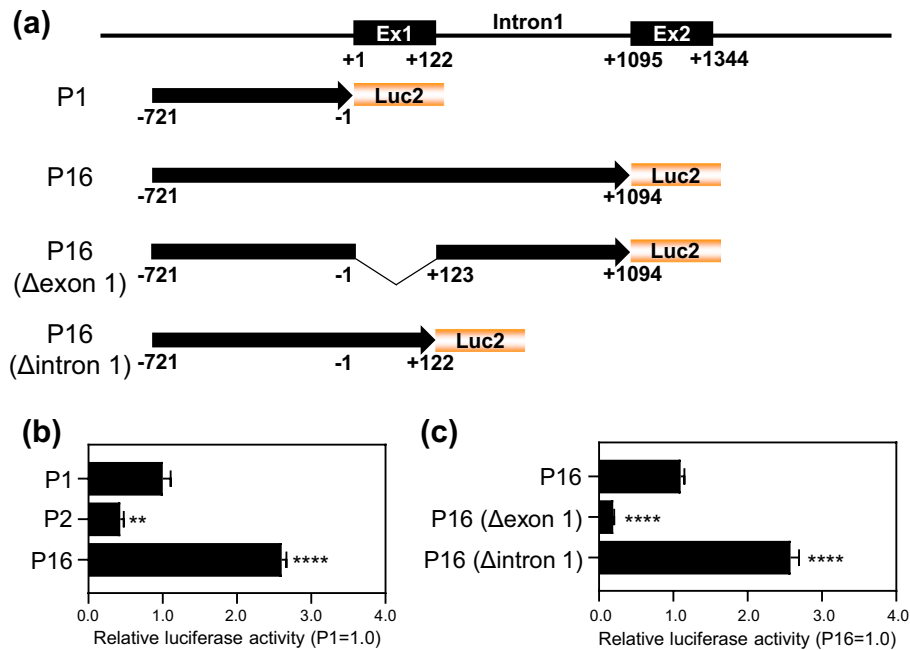 (a)
Ex1 Intron1 Ex2
+1 +122 +1095 +1344
P1 Luc2
-721 -1
P16 Luc2
-721 +1094
P16 Luc2
(Δexon 1) -721 -1 +123 +1094
P16 Luc2
(Δintron 1) -721 -1 +122
(b)
P1
P2 **
P16 ****
0.0 1.0 2.0 3.0 4.0
Relative luciferase activity (P1=1.0)
(c)
P16
P16 (Δexon 1) ****
P16 (Δintron 1) ****
0.0 1.0 2.0 3.0 4.0
Relative luciferase activity (P16=1.0)